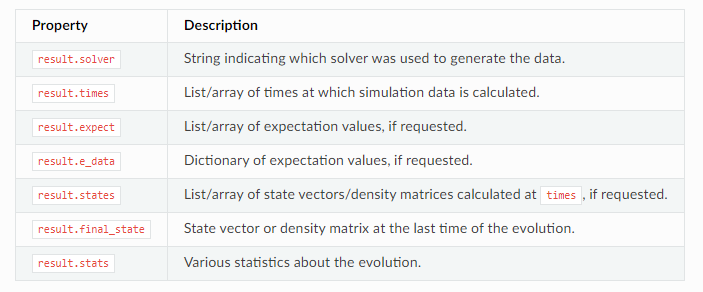 Property Description
result.solver String indicating which solver was used to generate the data.
result.times List/array of times at which simulation data is calculated.
result.expect List/array of expectation values, if requested.
result.e_data Dictionary of expectation values, if requested.
result.states List/array of state vectors/density matrices calculated at times , if requested.
result.final_state State vector or density matrix at the last time of the evolution.
result.stats Various statistics about the evolution.